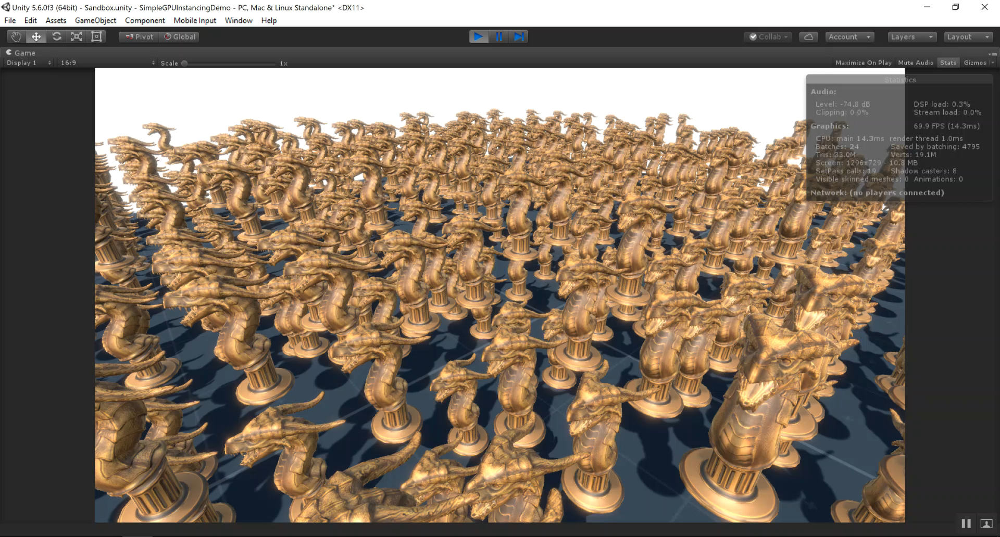 Unity 5.6.0f3 (64bit) - Sandbox.unity - SimpleGPUInstancingDemo - PC, Mac & Linux Standalone* <DX11>
File Edit Assets GameObject Component Mobile Input Window Help
Pivot Global Collab Account Layers Layout
Game
Display 1 16:9 Scale 1x Maximize On Play Mute Audio Stats Gizmos
Statistics
Audio:
Level: -74.8 dB DSP load: 0.3%
Clipping: 0.0% Stream load: 0.0%
Graphics: 69.9 FPS (14.3ms)
CPU: main 14.3ms render thread 1.0ms
Batches: 24 Saved by batching: 4795
Tris: 33.0M Verts: 19.1M
Screen: 1296x729 - 10.8 MB
SetPass calls: 19 Shadow casters: 8
Visible skinned meshes: 0 Animations: 0
Network: (no players connected)